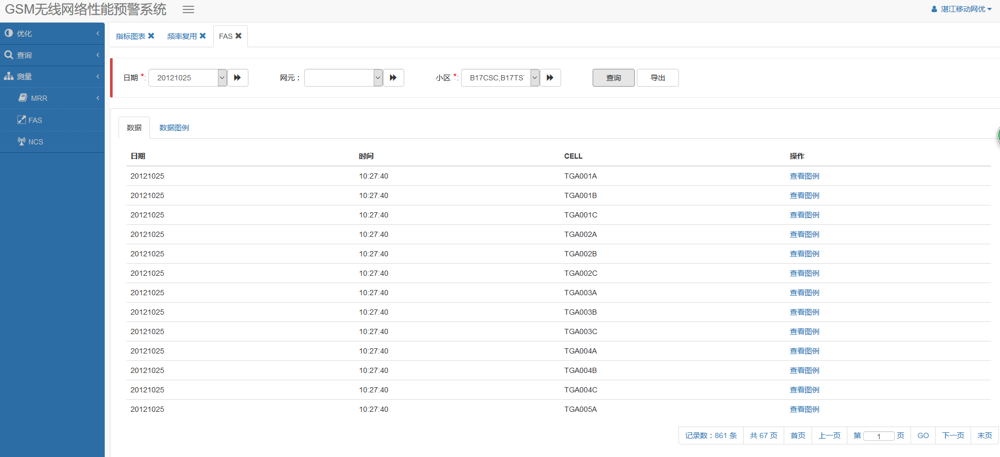 GSM无线网络性能预警系统
湛江移动网优
优化
查询
测量
MRR
FAS
NCS
指标图表 频率复用 FAS
日期 *: 20121025 网元： 小区 *: B17CSC,B17TS 查询 导出
数据 数据图例
日期 时间 CELL 操作
20121025 10:27:40 TGA001A 查看图例
20121025 10:27:40 TGA001B 查看图例
20121025 10:27:40 TGA001C 查看图例
20121025 10:27:40 TGA002A 查看图例
20121025 10:27:40 TGA002B 查看图例
20121025 10:27:40 TGA002C 查看图例
20121025 10:27:40 TGA003A 查看图例
20121025 10:27:40 TGA003B 查看图例
20121025 10:27:40 TGA003C 查看图例
20121025 10:27:40 TGA004A 查看图例
20121025 10:27:40 TGA004B 查看图例
20121025 10:27:40 TGA004C 查看图例
20121025 10:27:40 TGA005A 查看图例
记录数：861 条 共 67 页 首页 上一页 第 1 页 GO 下一页 末页